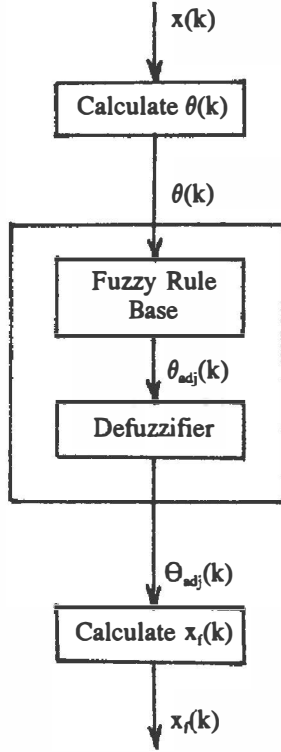 x(k)
Calculate θ(k)
θ(k)
Fuzzy Rule
Base
θadj(k)
Defuzzifier
Θadj(k)
Calculate xf(k)
xf(k)